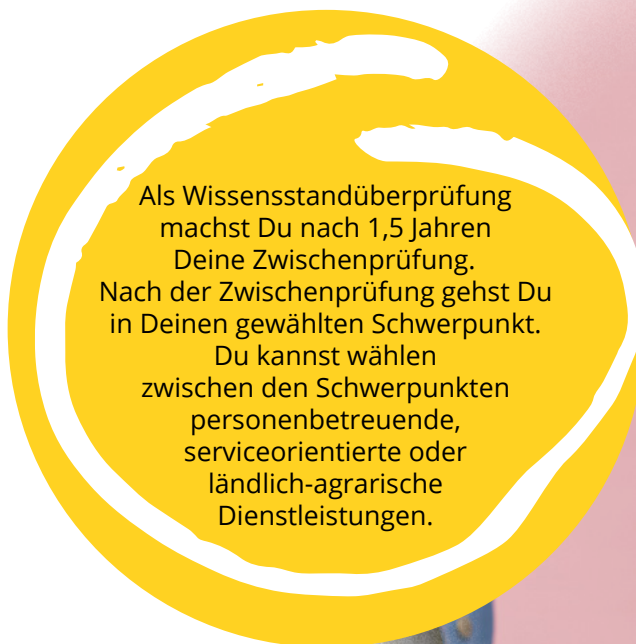 Als Wissensstandüberprüfung
machst Du nach 1,5 Jahren
Deine Zwischenprüfung.
Nach der Zwischenprüfung gehst Du
in Deinen gewählten Schwerpunkt.
Du kannst wählen
zwischen den Schwerpunkten
personenbetreuende,
serviceorientierte oder
ländlich-agrarische
Dienstleistungen.